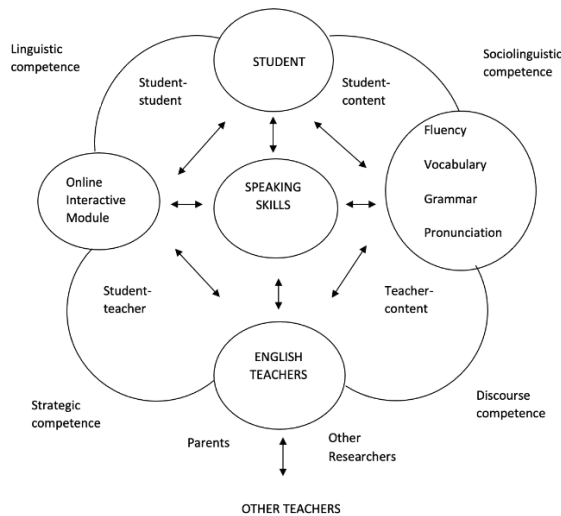 Linguistic
competence
STUDENT
Sociolinguistic
competence
Student-
student
Student-
content
Fluency
Vocabulary
Grammar
Pronunciation
Online
Interactive
Module
SPEAKING
SKILLS
Student-
teacher
Teacher-
content
ENGLISH
TEACHERS
Strategic
competence
Discourse
competence
Parents
Other
Researchers
OTHER TEACHERS